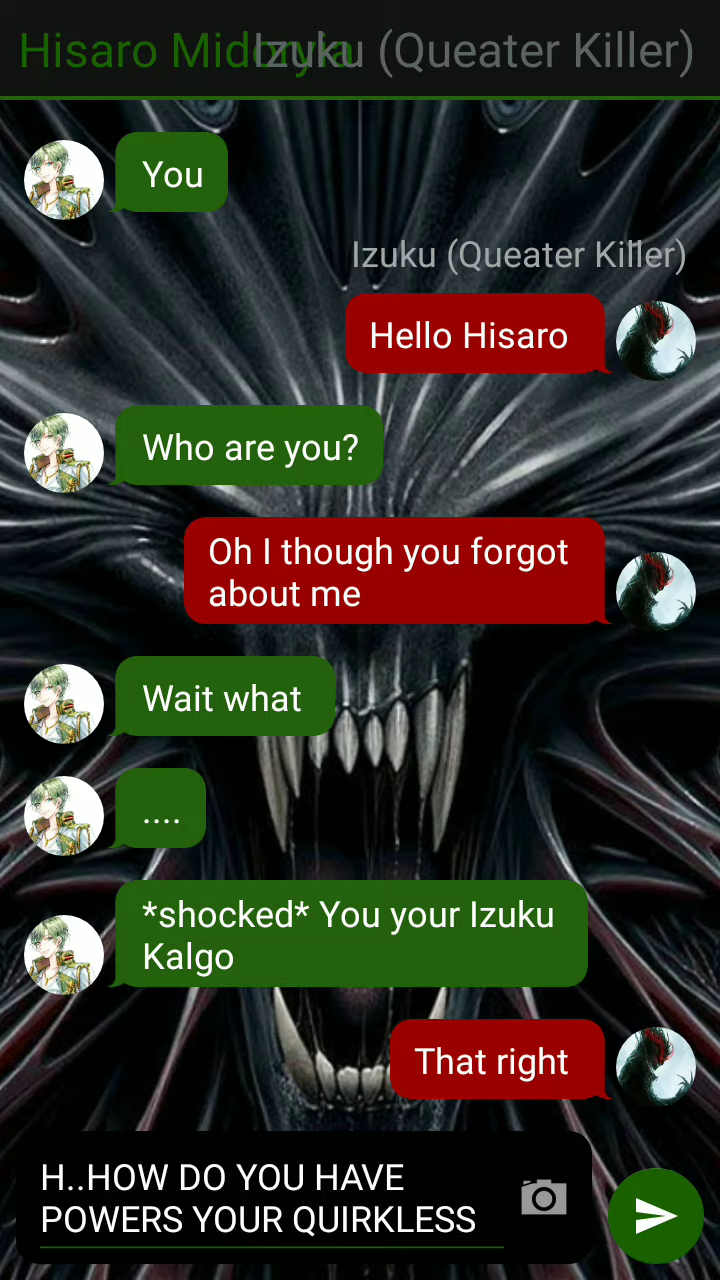 Hisaro Midoryia
Izuku (Queater Killer)
You
Izuku (Queater Killer)
Hello Hisaro
Who are you?
Oh I though you forgot
about me
Wait what
....
*shocked* You your Izuku
Kalgo
That right
H..HOW DO YOU HAVE
POWERS YOUR QUIRKLESS